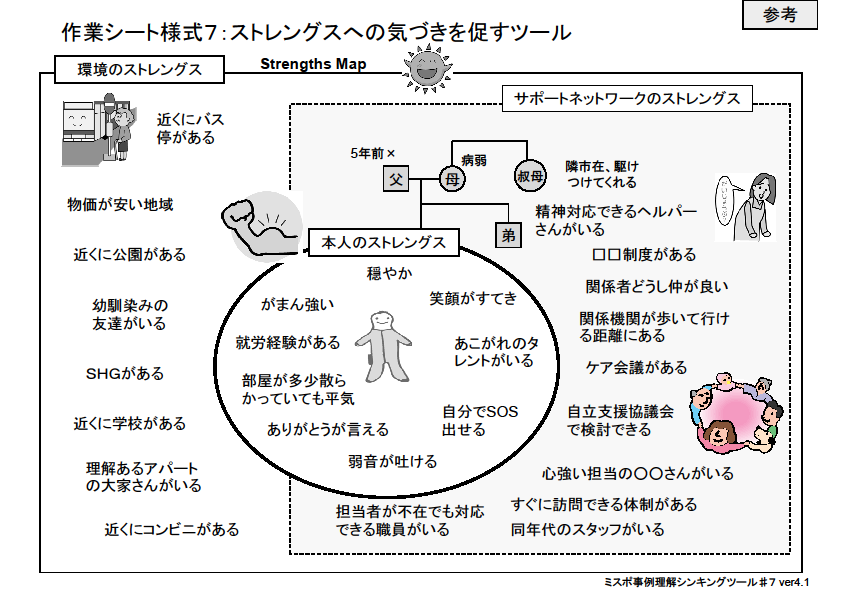 参考
作業シート様式７：ストレングスへの気づきを促すツール
Strengths Map
環境のストレングス
近くにバス
停がある
物価が安い地域
近くに公園がある
幼馴染みの
友達がいる
SHGがある
近くに学校がある
理解あるアパート
の大家さんがいる
近くにコンビニがある
サポートネットワークのストレングス
5年前×
父
母
病弱
叔母
隣市在、駆け
つけてくれる
弟
精神対応できるヘルパー
さんがいる
□□制度がある
関係者どうし仲が良い
関係機関が歩いて行け
る距離にある
ケア会議がある
自立支援協議会
で検討できる
心強い担当の○○さんがいる
すぐに訪問できる体制がある
同年代のスタッフがいる
担当者が不在でも対応
できる職員がいる
本人のストレングス
穏やか
がまん強い
笑顔がすてき
就労経験がある
あこがれのタ
レントがいる
部屋が多少散ら
かっていても平気
自分でSOS
出せる
ありがとうが言える
弱音が吐ける
ミスポ事例理解シンキングツール＃７ ver4.1